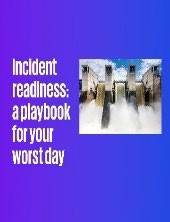 Incident
readiness:
a playbook
for your
worst day